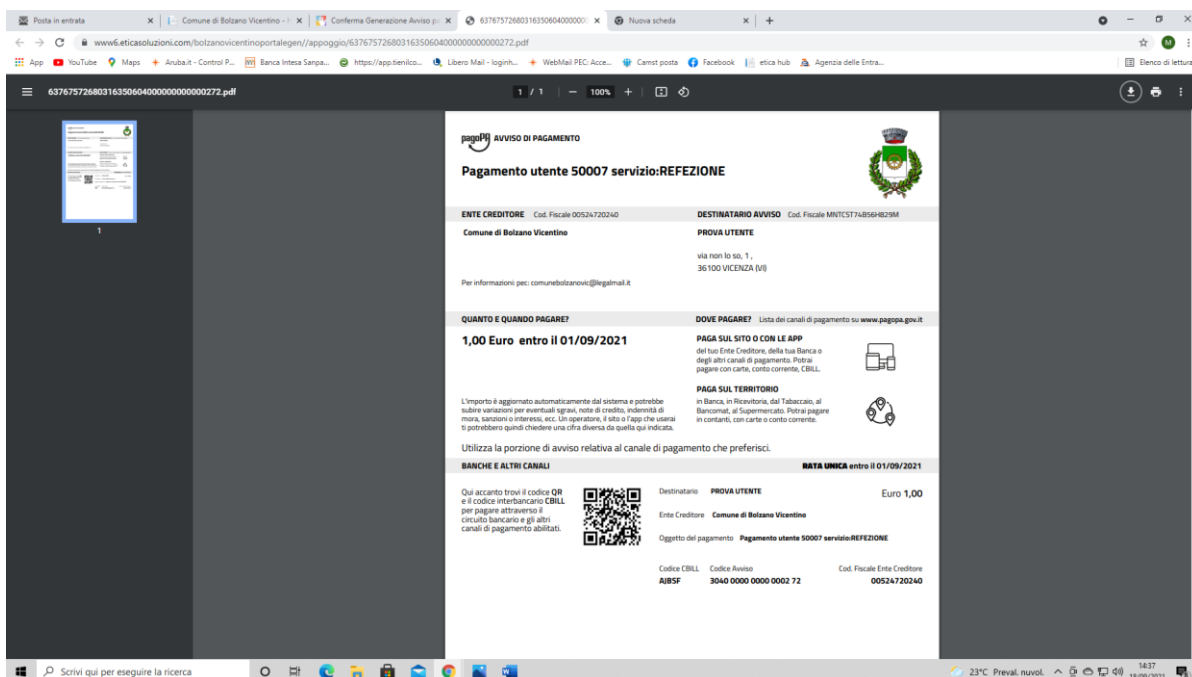 Posta in entrata
Comune di Bolzano Vicentino -
Conferma Generazione Avviso p
63767572680316350604000000
Nuova scheda
www6.eticasoluzioni.com/bolzanovicentinoportalegen//appoggio/6376757268031635060400000000000272.pdf
App YouTube Maps Aruba.it - Control P... Banca Intesa Sanpa... https://app.tienilco... Libero Mail - loginh... WebMail PEC: Acce... Camst posta Facebook etica hub Agenzia delle Entra... Elenco di lettura
6376757268031635060400000000000272.pdf
1 / 1 | — 100% +
1
pagoPA AVVISO DI PAGAMENTO
Pagamento utente 50007 servizio:REFEZIONE
ENTE CREDITORE Cod. Fiscale 00524720240
DESTINATARIO AVVISO Cod. Fiscale MNTCST74B56H829M
Comune di Bolzano Vicentino
PROVA UTENTE
via non lo so, 1 ,
36100 VICENZA (VI)
Per informazioni: pec: comunebolzanovic@legalmail.it
QUANTO E QUANDO PAGARE?
DOVE PAGARE? Lista dei canali di pagamento su www.pagopa.gov.it
1,00 Euro entro il 01/09/2021
PAGA SUL SITO O CON LE APP
del tuo Ente Creditore, della tua Banca o
degli altri canali di pagamento. Potrai
pagare con carte, conto corrente, CBILL.
PAGA SUL TERRITORIO
in Banca, in Ricevitoria, dal Tabaccaio, al
Bancomat, al Supermercato. Potrai pagare
in contanti, con carte o conto corrente.
L'importo è aggiornato automaticamente dal sistema e potrebbe
subire variazioni per eventuali sgravi, note di credito, indennità di
mora, sanzioni o interessi, ecc. Un operatore, il sito o l'app che userai
ti potrebbero quindi chiedere una cifra diversa da quella qui indicata.
Utilizza la porzione di avviso relativa al canale di pagamento che preferisci.
BANCHE E ALTRI CANALI
RATA UNICA entro il 01/09/2021
Qui accanto trovi il codice QR
e il codice interbancario CBILL
per pagare attraverso il
circuito bancario e gli altri
canali di pagamento abilitati.
Destinatario PROVA UTENTE
Euro 1,00
Ente Creditore Comune di Bolzano Vicentino
Oggetto del pagamento Pagamento utente 50007 servizio:REFEZIONE
Codice CBILL Codice Avviso Cod. Fiscale Ente Creditore
AJBSF 3040 0000 0000 0002 72 00524720240
Scrivi qui per eseguire la ricerca
23°C Preval. nuvol.
14:37